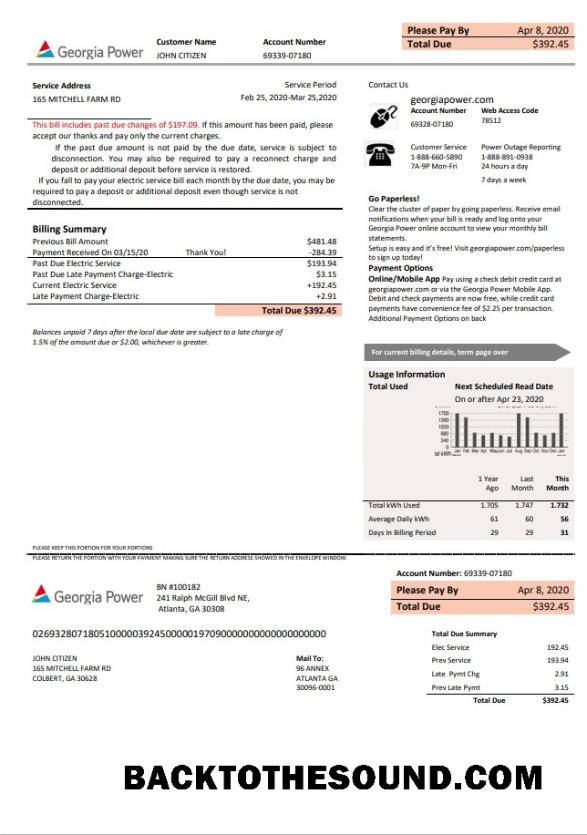 Georgia Power
Customer Name
JOHN CITIZEN
Account Number
69339-07180
Please Pay By Apr 8, 2020
Total Due $392.45
Service Address
165 MITCHELL FARM RD
Service Period
Feb 25, 2020-Mar 25,2020
This bill includes past due changes of $197.09. If this amount has been paid, please
accept our thanks and pay only the current charges.
If the past due amount is not paid by the due date, service is subject to
disconnection. You may also be required to pay a reconnect charge and
deposit or additional deposit before service is restored.
If you fail to pay your electric service bill each month by the due date, you may be
required to pay a deposit or additional deposit even though service is not
disconnected.
Billing Summary
Previous Bill Amount $481.48
Payment Received On 03/15/20 Thank You! -284.39
Past Due Electric Service $193.94
Past Due Late Payment Charge-Electric $3.15
Current Electric Service +192.45
Late Payment Charge-Electric +2.91
Total Due $392.45
Balances unpaid 7 days after the local due date are subject to a late charge of
1.5% of the amount due or $2.00, whichever is greater.
Contact Us
georgiapower.com
Account Number Web Access Code
69328-07180 78512
Customer Service Power Outage Reporting
1-888-660-5890 1-888-891-0938
7A-9P Mon-Fri 24 hours a day
7 days a week
Go Paperless!
Clear the cluster of paper by going paperless. Receive email
notifications when your bill is ready and log onto your
Georgia Power online account to view your monthly bill
statements.
Setup is easy and it's free! Visit georgiapower.com/paperless
to sign up today!
Payment Options
Online/Mobile App Pay using a check debit credit card at
georgiapower.com or via the Georgia Power Mobile App.
Debit and check payments are now free, while credit card
payments have convenience fee of $2.25 per transaction.
Additional Payment Options on back
For current billing details, term page over
Usage Information
Total Used
Next Scheduled Read Date
On or after Apr 23, 2020
1700
1360
1020
680
340
0
Jan Feb Mar Apr May Jun Jul Aug Sep Oct Nov Dec Jan
1 Year Ago Last Month This Month
Total kWh Used 1.705 1.747 1.732
Average Daily kWh 61 60 56
Days In Billing Period 29 29 31
PLEASE KEEP THIS PORTION FOR YOUR PORTIONS
PLEASE RETURN THE PORTION WITH YOUR PAYMENT MAKING SURE THE RETURN ADDRESS SHOWED IN THE ENVELOPE WINDOW.
Georgia Power
BN #100182
241 Ralph McGill Blvd NE,
Atlanta, GA 30308
Account Number: 69339-07180
Please Pay By Apr 8, 2020
Total Due $392.45
JOHN CITIZEN
165 MITCHELL FARM RD
COLBERT, GA 30628
Mail To:
96 ANNEX
ATLANTA GA
30096-0001
Total Due Summary
Elec Service 192.45
Prev Service 193.94
Late Pymt Chg 2.91
Prev Late Pymt 3.15
Total Due $392.45
BACKTOTHESOUND.COM